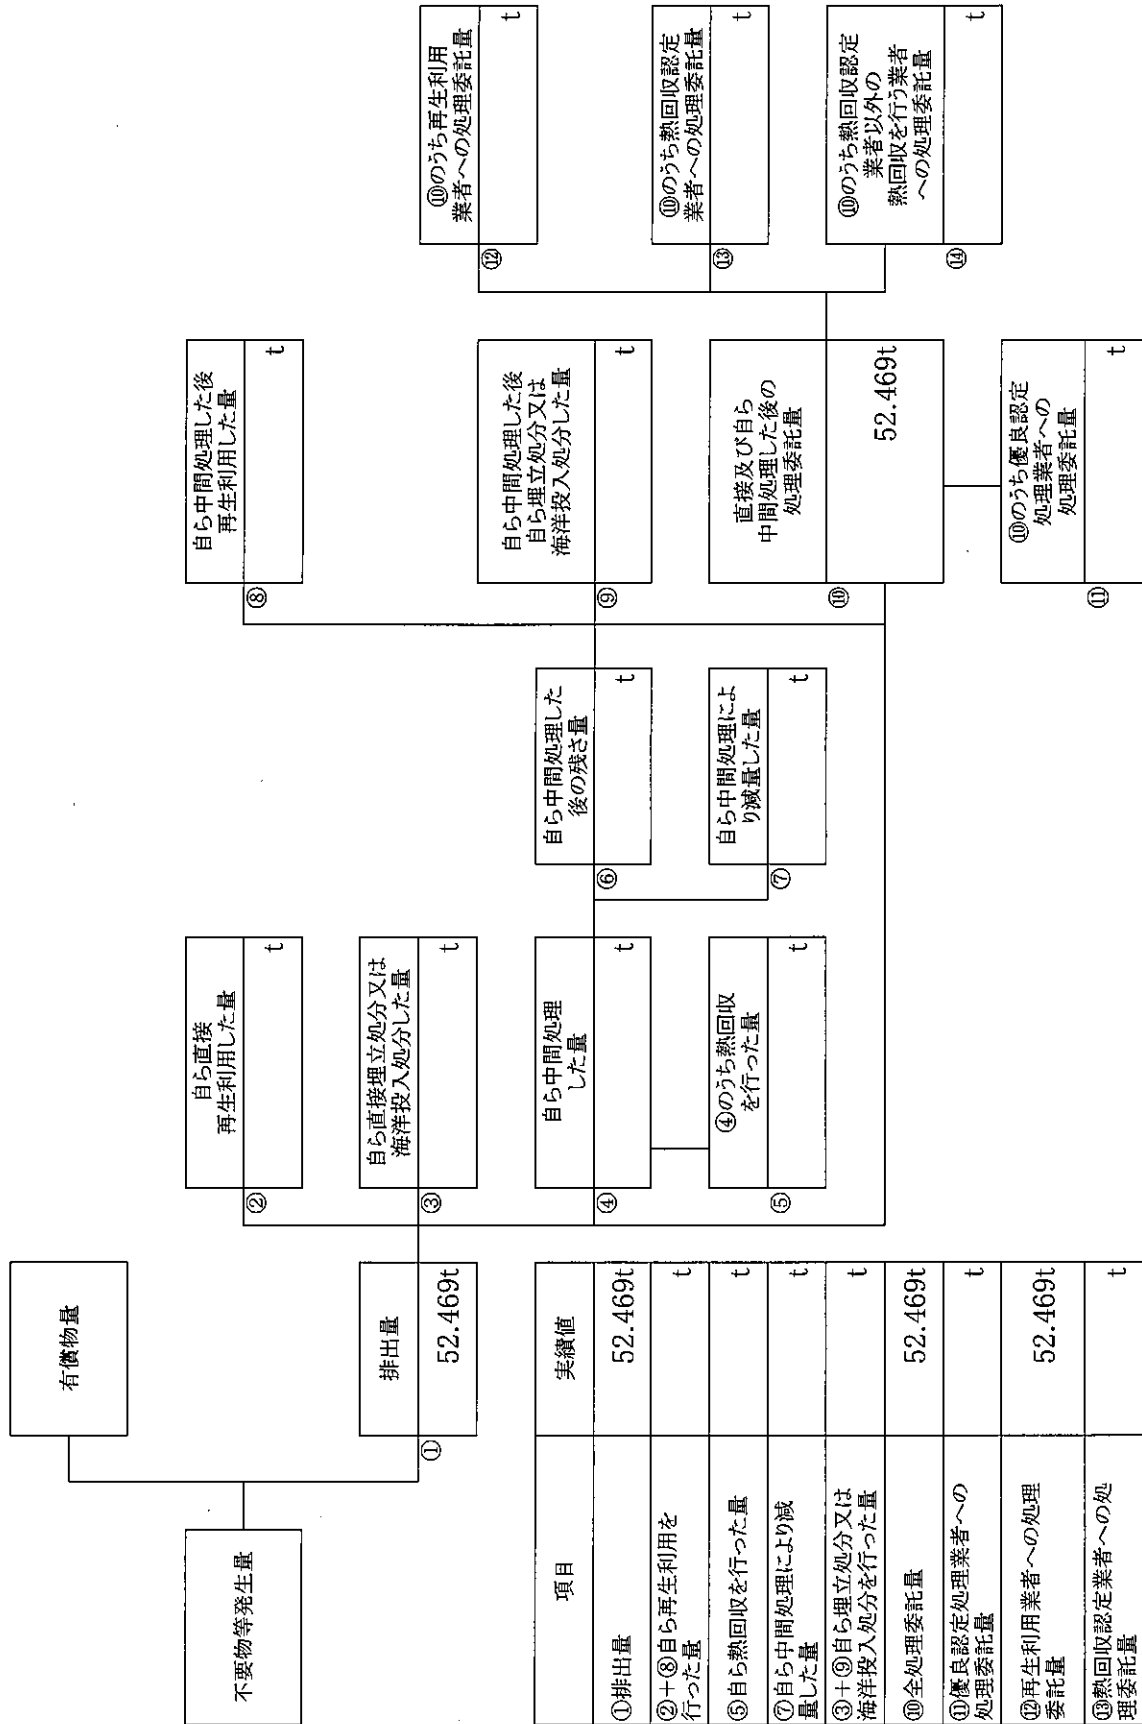 不要物等発生量
有償物量
排出量
①
52.469t
自ら直接
再生利用した量
②
t
自ら直接埋立処分又は
海洋投入処分した量
③
t
自ら中間処理
した量
④
t
④のうち熱回収
を行った量
⑤
t
自ら中間処理した
後の残さ量
⑥
t
自ら中間処理によ
り減量した量
⑦
t
自ら中間処理した後
再生利用した量
⑧
t
自ら中間処理した後
自ら埋立処分又は
海洋投入処分した量
⑨
t
直接及び自ら
中間処理した後の
処理委託量
⑩
52.469t
⑩のうち優良認定
処理業者への
処理委託量
⑪
t
⑩のうち再生利用
業者への処理委託量
⑫
t
⑩のうち熱回収認定
業者への処理委託量
⑬
t
⑩のうち熱回収認定
業者以外の
熱回収を行う業者
への処理委託量
⑭
t
項目 実績値
①排出量 52.469t
②+⑧自ら再生利用を
行った量 t
⑤自ら熱回収を行った量 t
⑦自ら中間処理により減
量した量 t
③+⑨自ら埋立処分又は
海洋投入処分を行った量 t
⑩全処理委託量 52.469t
⑪優良認定処理業者への
処理委託量 t
⑫再生利用業者への処理
委託量 52.469t
⑬熱回収認定業者への処
理委託量 t